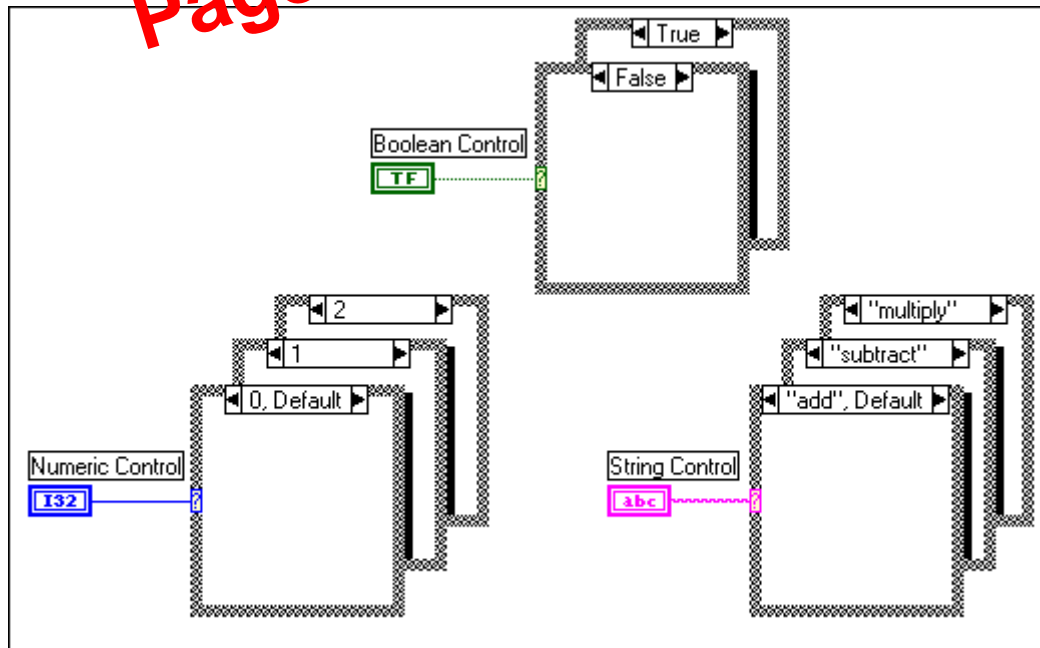 Page
True
False
Boolean Control
TF
?
2
1
0, Default
Numeric Control
I32
?
"multiply"
"subtract"
"add", Default
String Control
abc
?